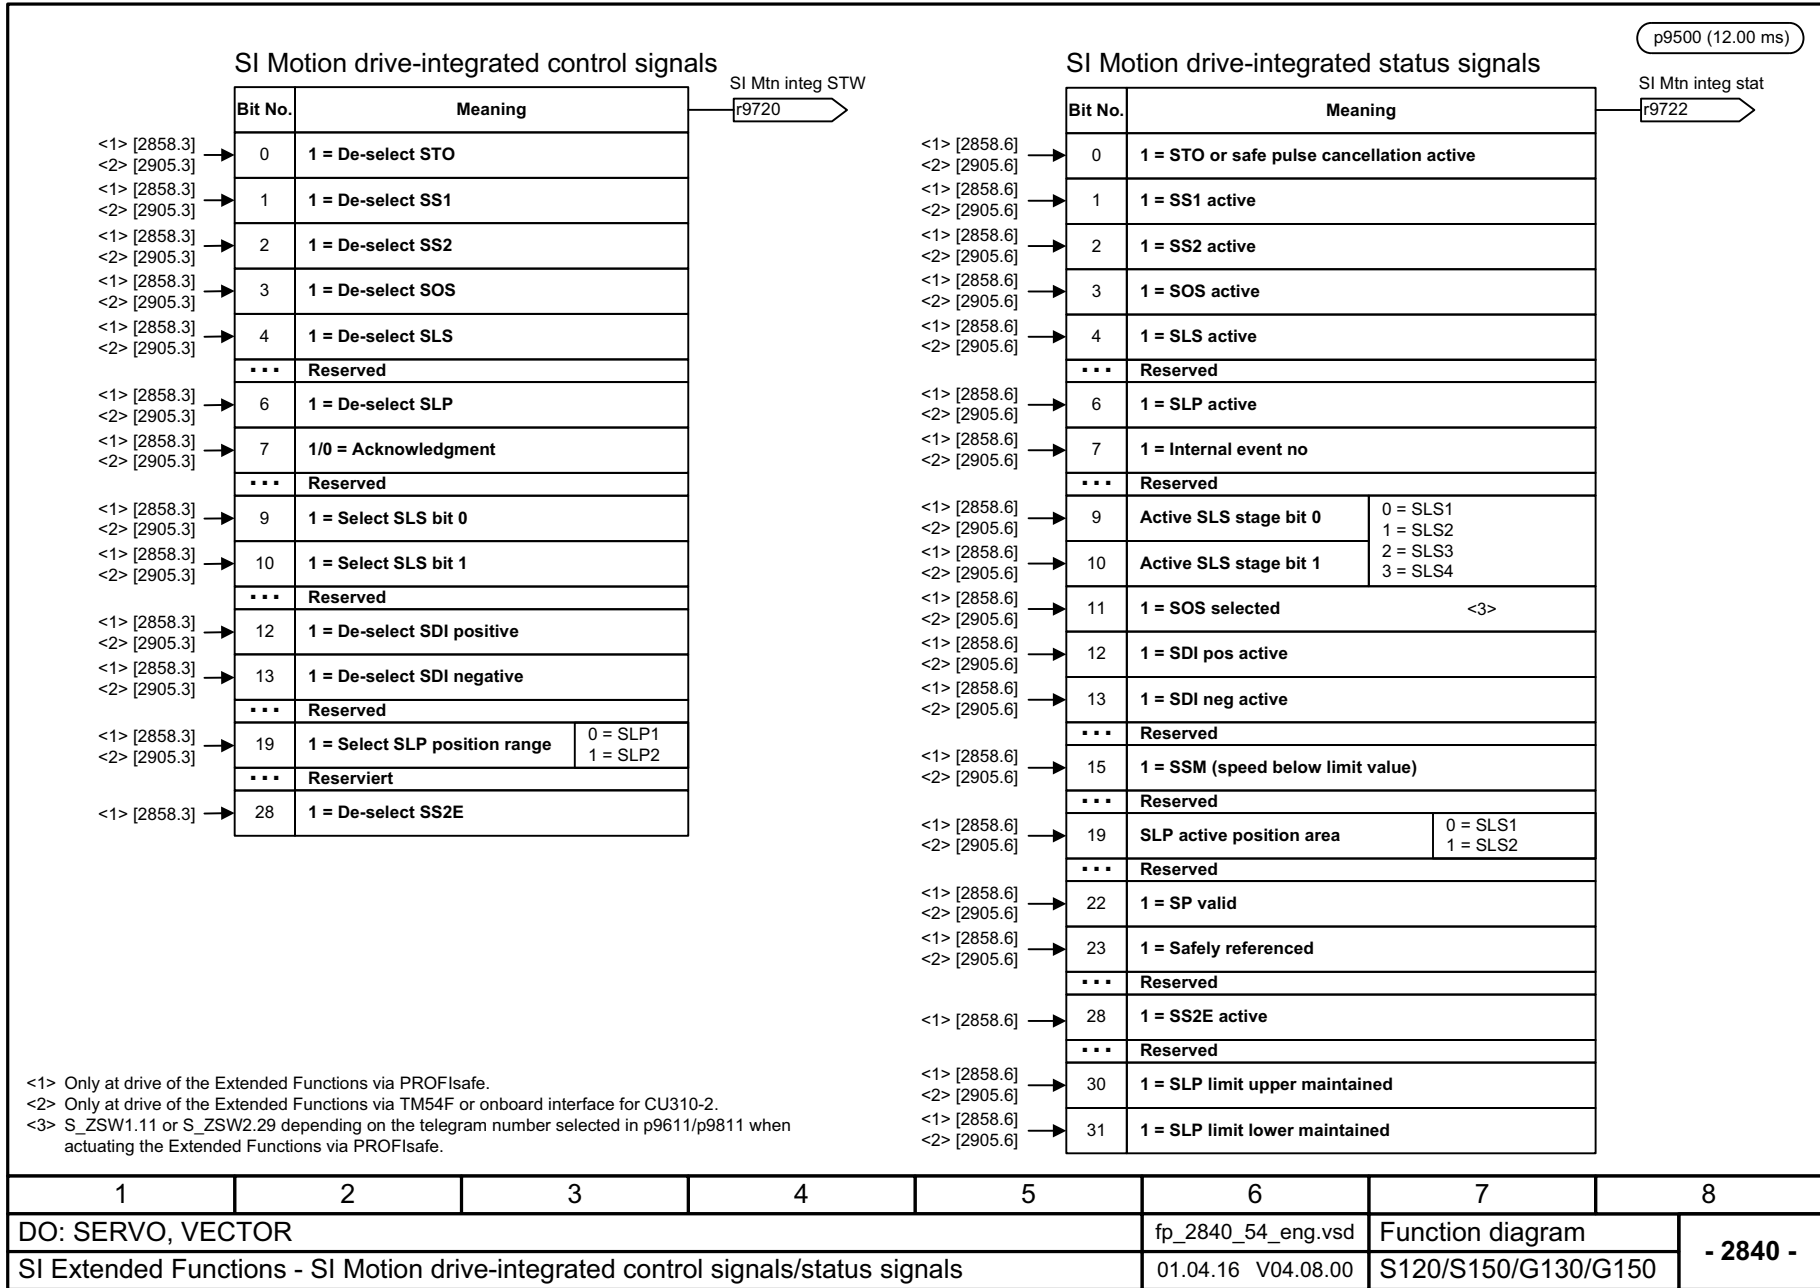 p9500 (12.00 ms)
SI Motion drive-integrated control signals
SI Mtn integ STW
r9720
Bit No. Meaning
<1> [2858.3]
<2> [2905.3]
0 1 = De-select STO
<1> [2858.3]
<2> [2905.3]
1 1 = De-select SS1
<1> [2858.3]
<2> [2905.3]
2 1 = De-select SS2
<1> [2858.3]
<2> [2905.3]
3 1 = De-select SOS
<1> [2858.3]
<2> [2905.3]
4 1 = De-select SLS
▪ ▪ ▪ Reserved
<1> [2858.3]
<2> [2905.3]
6 1 = De-select SLP
<1> [2858.3]
<2> [2905.3]
7 1/0 = Acknowledgment
▪ ▪ ▪ Reserved
<1> [2858.3]
<2> [2905.3]
9 1 = Select SLS bit 0
<1> [2858.3]
<2> [2905.3]
10 1 = Select SLS bit 1
▪ ▪ ▪ Reserved
<1> [2858.3]
<2> [2905.3]
12 1 = De-select SDI positive
<1> [2858.3]
<2> [2905.3]
13 1 = De-select SDI negative
▪ ▪ ▪ Reserved
<1> [2858.3]
<2> [2905.3]
19 1 = Select SLP position range
0 = SLP1
1 = SLP2
▪ ▪ ▪ Reserviert
<1> [2858.3]
28 1 = De-select SS2E
SI Motion drive-integrated status signals
SI Mtn integ stat
r9722
Bit No. Meaning
<1> [2858.6]
<2> [2905.6]
0 1 = STO or safe pulse cancellation active
<1> [2858.6]
<2> [2905.6]
1 1 = SS1 active
<1> [2858.6]
<2> [2905.6]
2 1 = SS2 active
<1> [2858.6]
<2> [2905.6]
3 1 = SOS active
<1> [2858.6]
<2> [2905.6]
4 1 = SLS active
▪ ▪ ▪ Reserved
<1> [2858.6]
<2> [2905.6]
6 1 = SLP active
<1> [2858.6]
<2> [2905.6]
7 1 = Internal event no
▪ ▪ ▪ Reserved
<1> [2858.6]
<2> [2905.6]
9 Active SLS stage bit 0
<1> [2858.6]
<2> [2905.6]
10 Active SLS stage bit 1
0 = SLS1
1 = SLS2
2 = SLS3
3 = SLS4
<1> [2858.6]
<2> [2905.6]
11 1 = SOS selected <3>
<1> [2858.6]
<2> [2905.6]
12 1 = SDI pos active
<1> [2858.6]
<2> [2905.6]
13 1 = SDI neg active
▪ ▪ ▪ Reserved
<1> [2858.6]
<2> [2905.6]
15 1 = SSM (speed below limit value)
▪ ▪ ▪ Reserved
<1> [2858.6]
<2> [2905.6]
19 SLP active position area
0 = SLS1
1 = SLS2
▪ ▪ ▪ Reserved
<1> [2858.6]
<2> [2905.6]
22 1 = SP valid
<1> [2858.6]
<2> [2905.6]
23 1 = Safely referenced
▪ ▪ ▪ Reserved
<1> [2858.6]
28 1 = SS2E active
▪ ▪ ▪ Reserved
<1> [2858.6]
<2> [2905.6]
30 1 = SLP limit upper maintained
<1> [2858.6]
<2> [2905.6]
31 1 = SLP limit lower maintained
<1> Only at drive of the Extended Functions via PROFIsafe.
<2> Only at drive of the Extended Functions via TM54F or onboard interface for CU310-2.
<3> S_ZSW1.11 or S_ZSW2.29 depending on the telegram number selected in p9611/p9811 when
actuating the Extended Functions via PROFIsafe.
1 2 3 4 5 6 7 8
DO: SERVO, VECTOR
fp_2840_54_eng.vsd
Function diagram
- 2840 -
SI Extended Functions - SI Motion drive-integrated control signals/status signals
01.04.16 V04.08.00
S120/S150/G130/G150